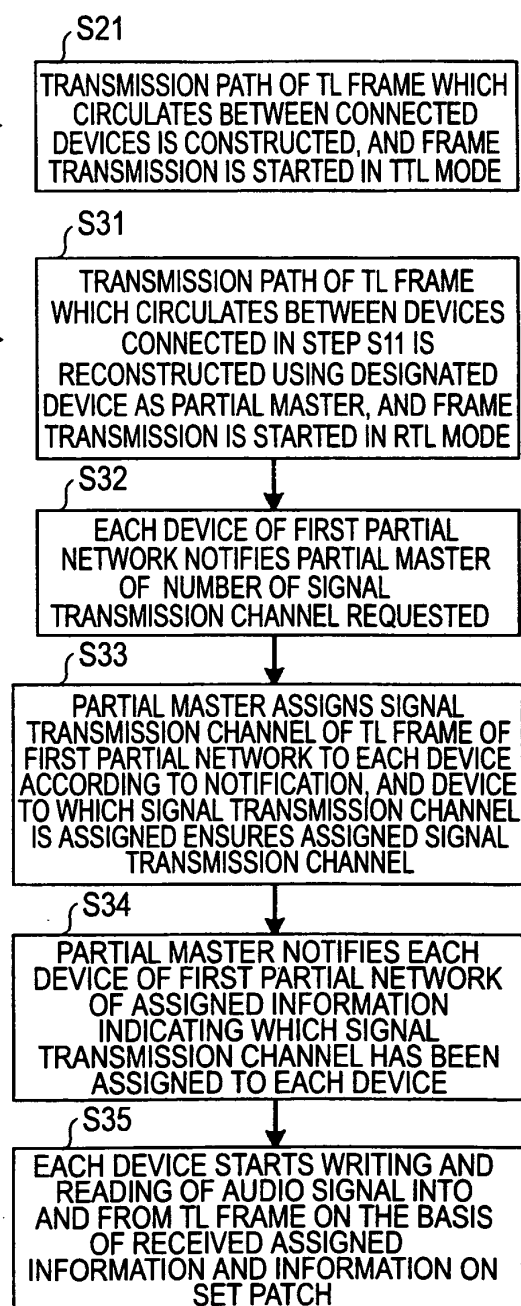 S21
TRANSMISSION PATH OF TL FRAME WHICH
CIRCULATES BETWEEN CONNECTED
DEVICES IS CONSTRUCTED, AND FRAME
TRANSMISSION IS STARTED IN TTL MODE
S31
TRANSMISSION PATH OF TL FRAME
WHICH CIRCULATES BETWEEN DEVICES
CONNECTED IN STEP S11 IS
RECONSTRUCTED USING DESIGNATED
DEVICE AS PARTIAL MASTER, AND FRAME
TRANSMISSION IS STARTED IN RTL MODE
S32
EACH DEVICE OF FIRST PARTIAL
NETWORK NOTIFIES PARTIAL MASTER
OF NUMBER OF SIGNAL
TRANSMISSION CHANNEL REQUESTED
S33
PARTIAL MASTER ASSIGNS SIGNAL
TRANSMISSION CHANNEL OF TL FRAME OF
FIRST PARTIAL NETWORK TO EACH DEVICE
ACCORDING TO NOTIFICATION, AND DEVICE
TO WHICH SIGNAL TRANSMISSION CHANNEL
IS ASSIGNED ENSURES ASSIGNED SIGNAL
TRANSMISSION CHANNEL
S34
PARTIAL MASTER NOTIFIES EACH
DEVICE OF FIRST PARTIAL NETWORK
OF ASSIGNED INFORMATION
INDICATING WHICH SIGNAL
TRANSMISSION CHANNEL HAS BEEN
ASSIGNED TO EACH DEVICE
S35
EACH DEVICE STARTS WRITING AND
READING OF AUDIO SIGNAL INTO
AND FROM TL FRAME ON THE BASIS
OF RECEIVED ASSIGNED
INFORMATION AND INFORMATION ON
SET PATCH